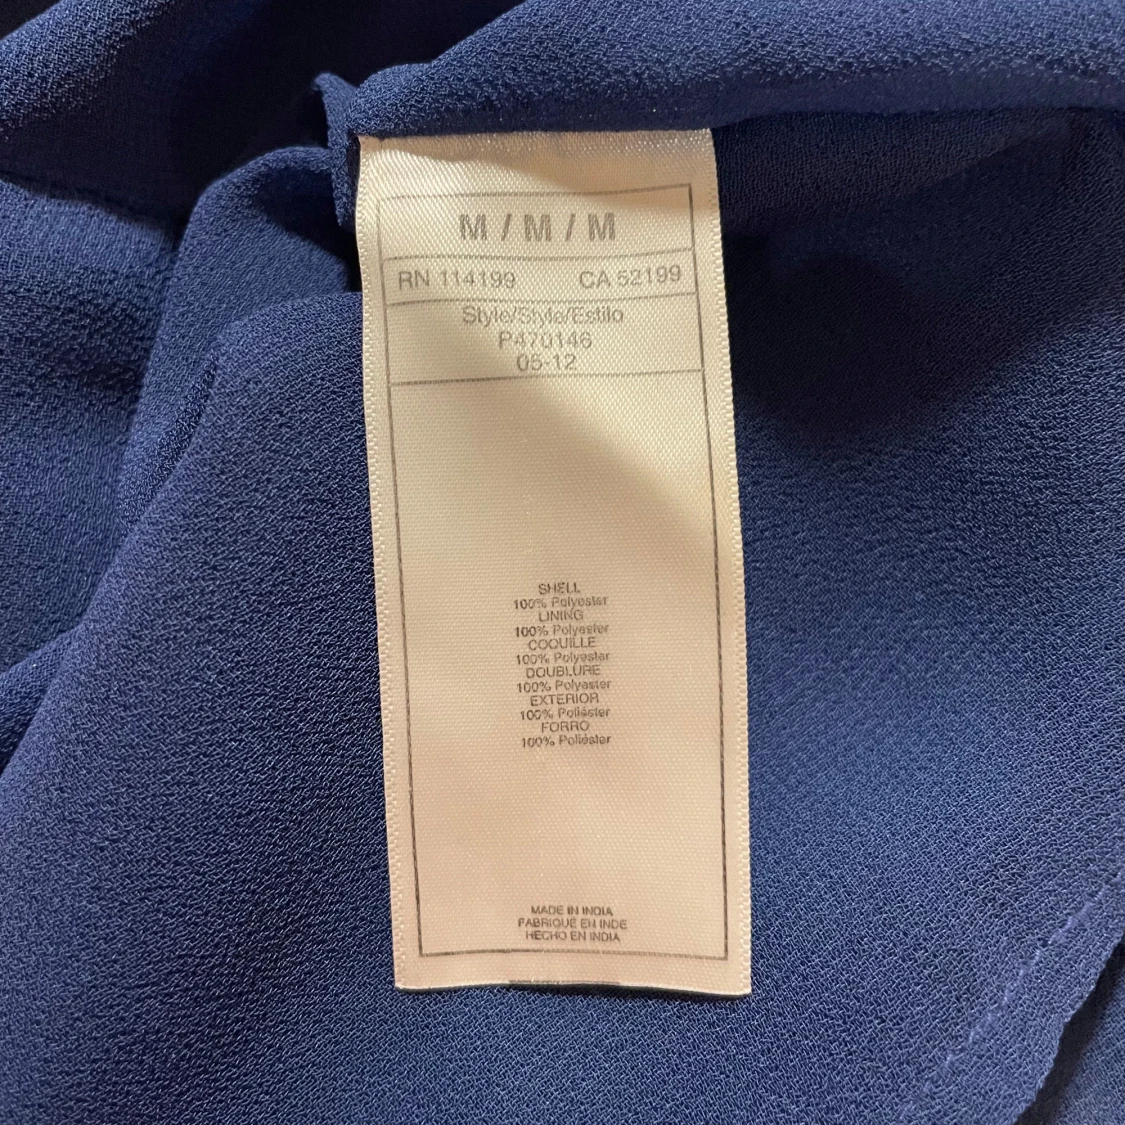 M / M / M
RN 114199 CA 52199
Style/Style/Estilo
P470146
05-12
SHELL
100% Polyester
LINING
100% Polyester
COQUILLE
100% Polyester
DOUBLURE
100% Polyester
EXTERIOR
100% Poliéster
FORRO
100% Poliéster
MADE IN INDIA
FABRIQUÉ EN INDE
HECHO EN INDIA